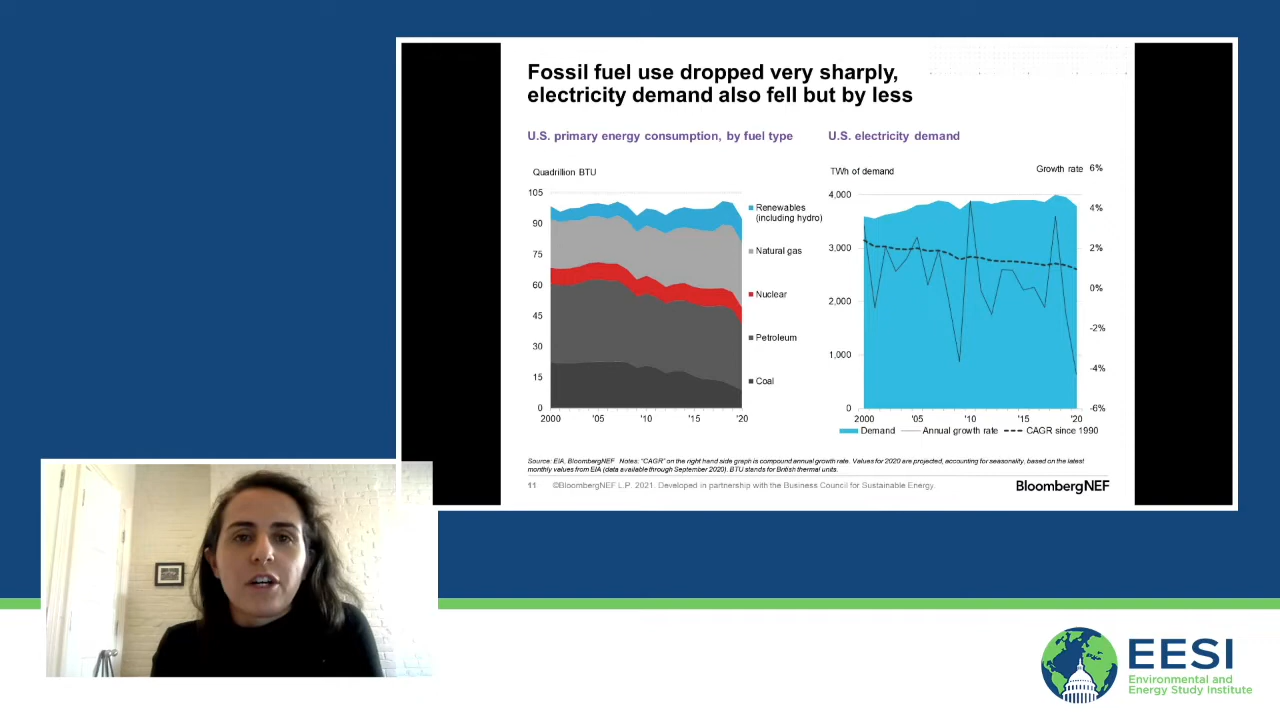 Fossil fuel use dropped very sharply,
electricity demand also fell but by less
U.S. primary energy consumption, by fuel type
Quadrillion BTU
105
90
75
60
45
30
15
0
2000
'05
'10
'15
'20
Renewables
(including hydro)
Natural gas
Nuclear
Petroleum
Coal
U.S. electricity demand
TWh of demand
Growth rate
4,000
3,000
2,000
1,000
0
6%
4%
2%
0%
-2%
-4%
-6%
2000
'05
'10
'15
'20
Demand
Annual growth rate
CAGR since 1990
Source: EIA, BloombergNEF Notes: "CAGR" on the right hand side graph is compound annual growth rate. Values for 2020 are projected, accounting for seasonality, based on the latest
monthly values from EIA (data available through September 2020). BTU stands for British thermal units.
11 ©BloombergNEF L.P. 2021. Developed in partnership with the Business Council for Sustainable Energy.
BloombergNEF
EESI
Environmental and
Energy Study Institute